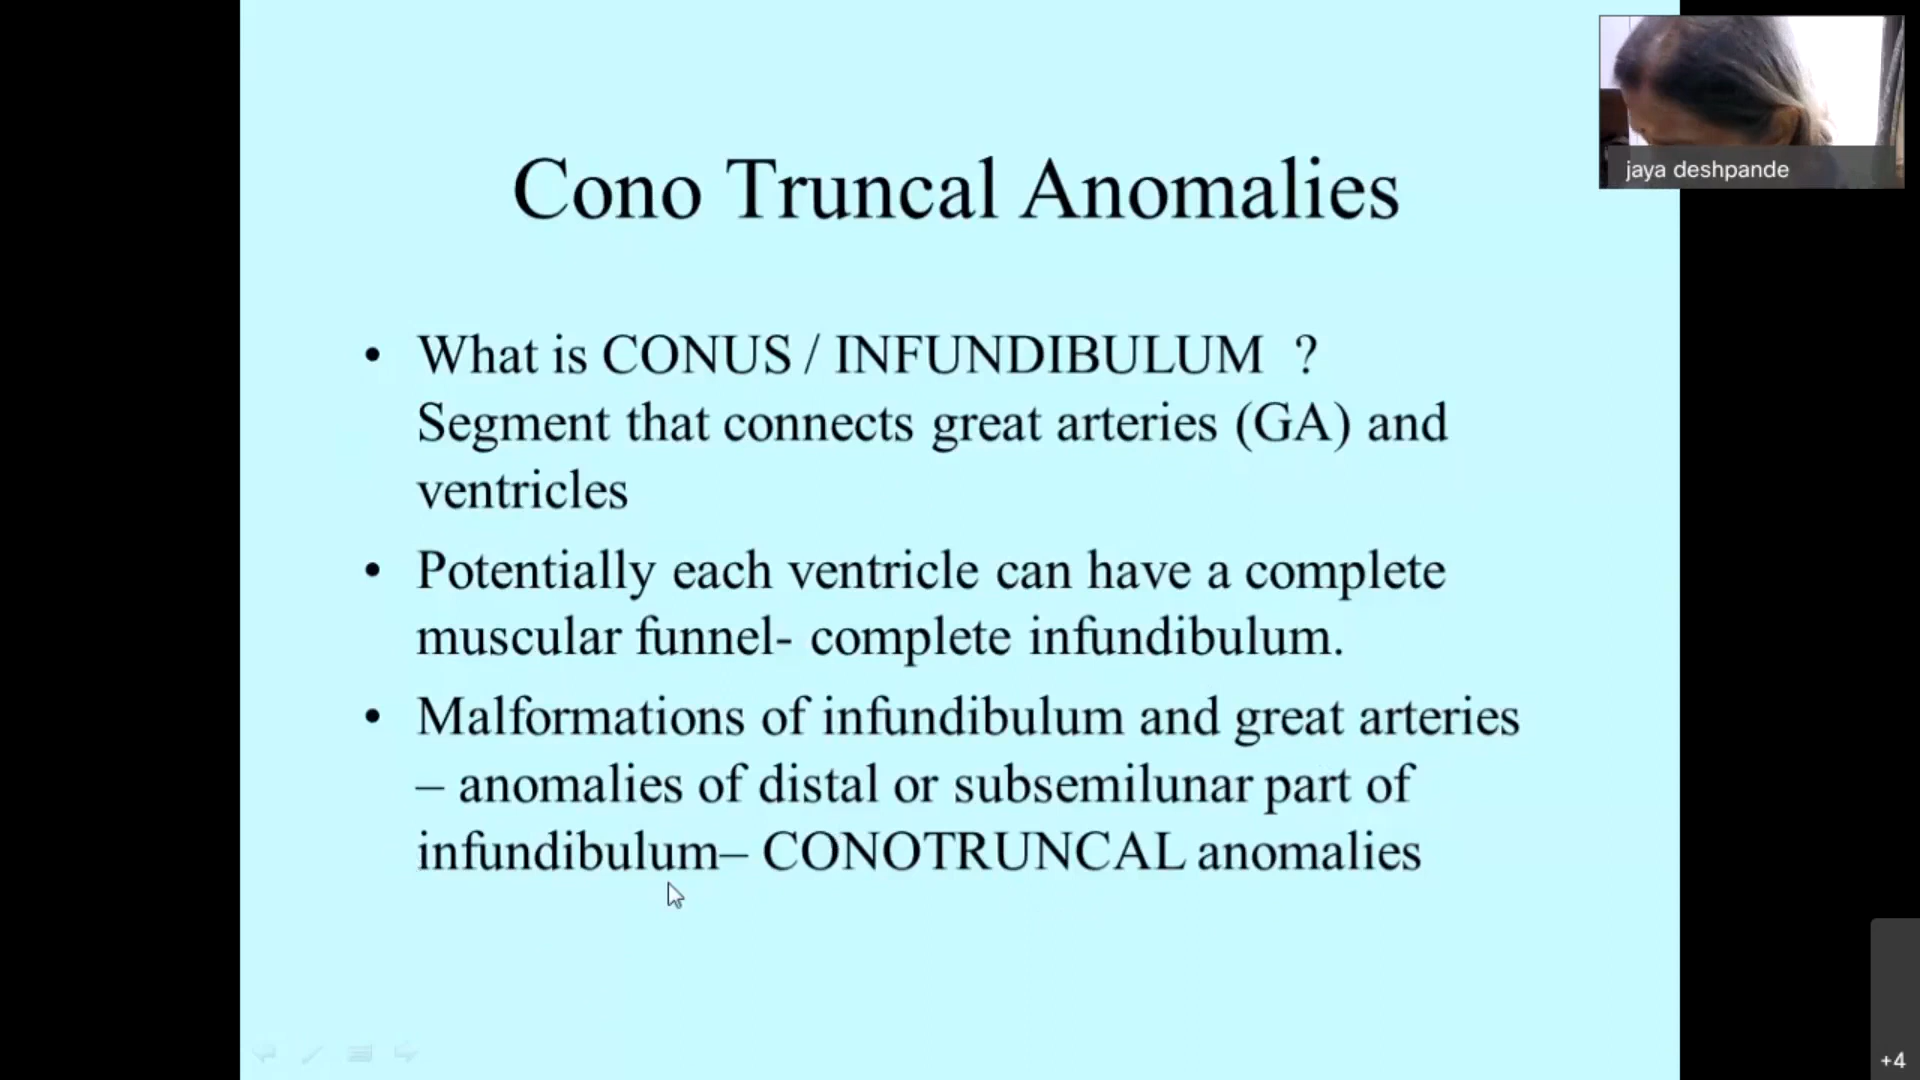 Cono Truncal Anomalies
jaya deshpande
• What is CONUS / INFUNDIBULUM ?
Segment that connects great arteries (GA) and
ventricles
• Potentially each ventricle can have a complete
muscular funnel- complete infundibulum.
• Malformations of infundibulum and great arteries
– anomalies of distal or subsemilunar part of
infundibulum– CONOTRUNCAL anomalies
+4